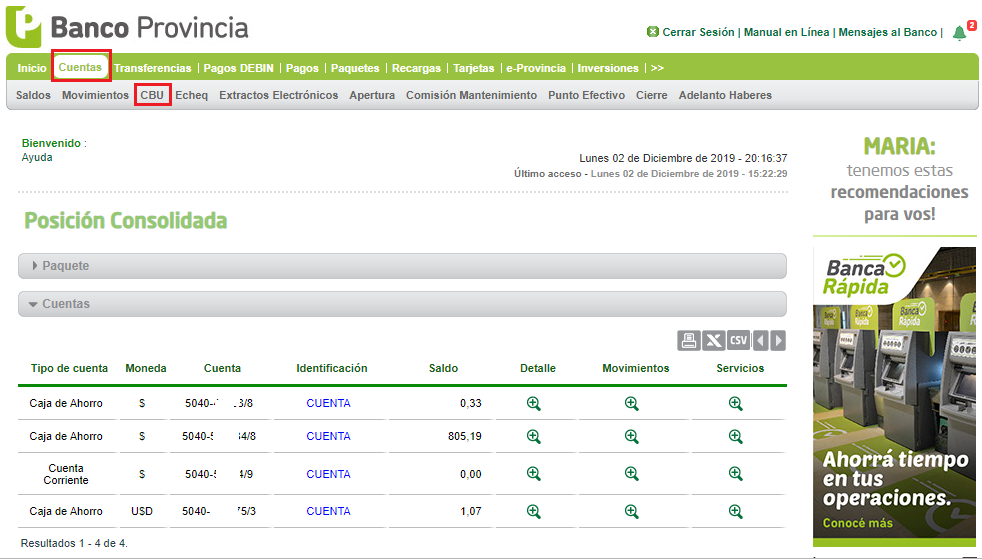 Banco Provincia
Cerrar Sesión | Manual en Línea | Mensajes al Banco | 2
Inicio Cuentas Transferencias | Pagos DEBIN | Pagos | Paquetes | Recargas | Tarjetas | e-Provincia | Inversiones | >>
Saldos Movimientos CBU Echeq Extractos Electrónicos Apertura Comisión Mantenimiento Punto Efectivo Cierre Adelanto Haberes
Bienvenido :
Ayuda
Lunes 02 de Diciembre de 2019 - 20:16:37
Último acceso - Lunes 02 de Diciembre de 2019 - 15:22:29
Posición Consolidada
Paquete
Cuentas
CSV
Tipo de cuenta Moneda Cuenta Identificación Saldo Detalle Movimientos Servicios
Caja de Ahorro $ 5040- 3/8 CUENTA 0,33
Caja de Ahorro $ 5040- 4/8 CUENTA 805,19
Cuenta
Corriente $ 5040- 4/9 CUENTA 0,00
Caja de Ahorro U$D 5040- 5/3 CUENTA 1,07
Resultados 1 - 4 de 4.
MARIA:
tenemos estas
recomendaciones
para vos!
Banca
Rápida
Banca
Rápida
Ahorrá tiempo
en tus
operaciones.
Conocé más